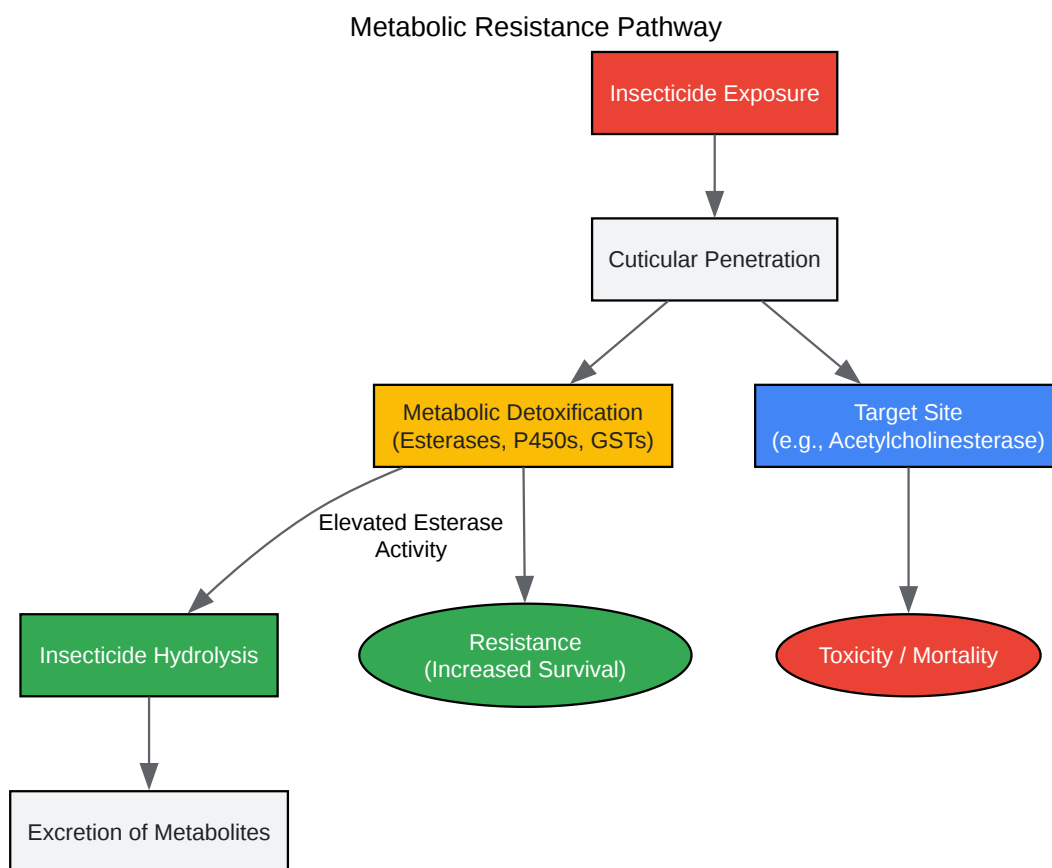 Metabolic Resistance Pathway
Insecticide Exposure
Cuticular Penetration
Metabolic Detoxification
(Esterases, P450s, GSTs)
Target Site
(e.g., Acetylcholinesterase)
Elevated Esterase
Activity
Insecticide Hydrolysis
Resistance
(Increased Survival)
Toxicity / Mortality
Excretion of Metabolites